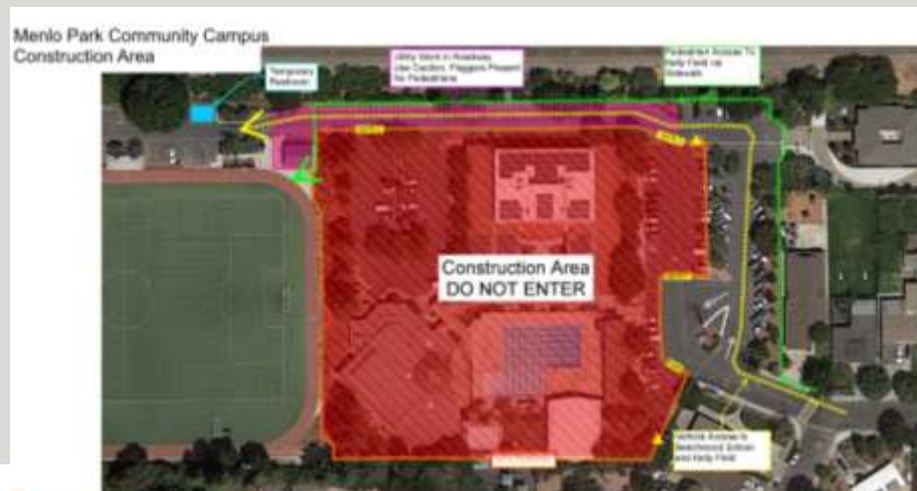 Menlo Park Community Campus
Construction Area
Temporary
Restroom
Utility Work in Roadway.
Use Caution, Flaggers Present
No Pedestrians
Pedestrian Access To
Kelly Field via
Sidewalk
Construction Area
DO NOT ENTER
Vehicle Access to
Beechwood School
and Kelly Field